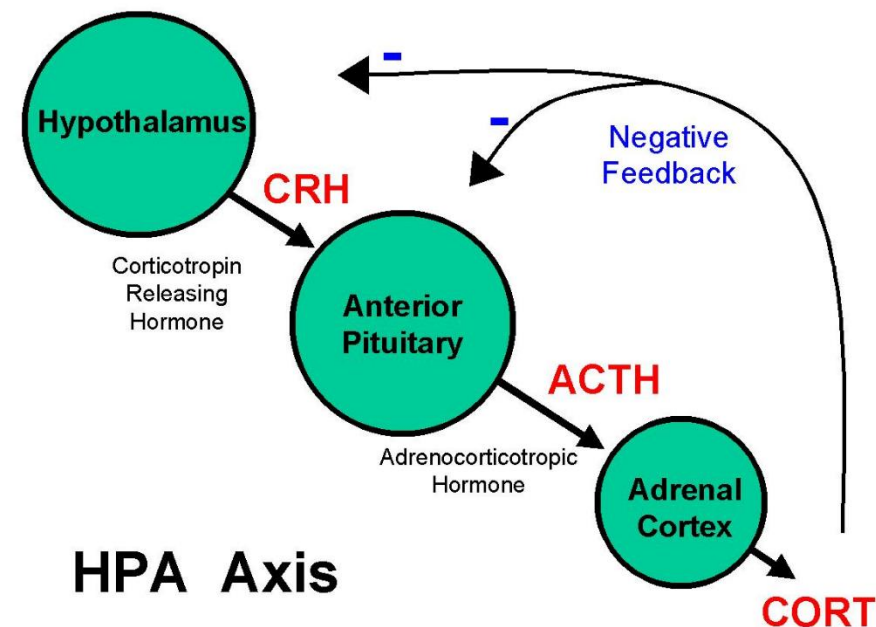 -
Hypothalamus
-
Negative
Feedback
CRH
Corticotropin
Releasing
Hormone
Anterior
Pituitary
ACTH
Adrenocorticotropic
Hormone
Adrenal
Cortex
HPA Axis
CORT